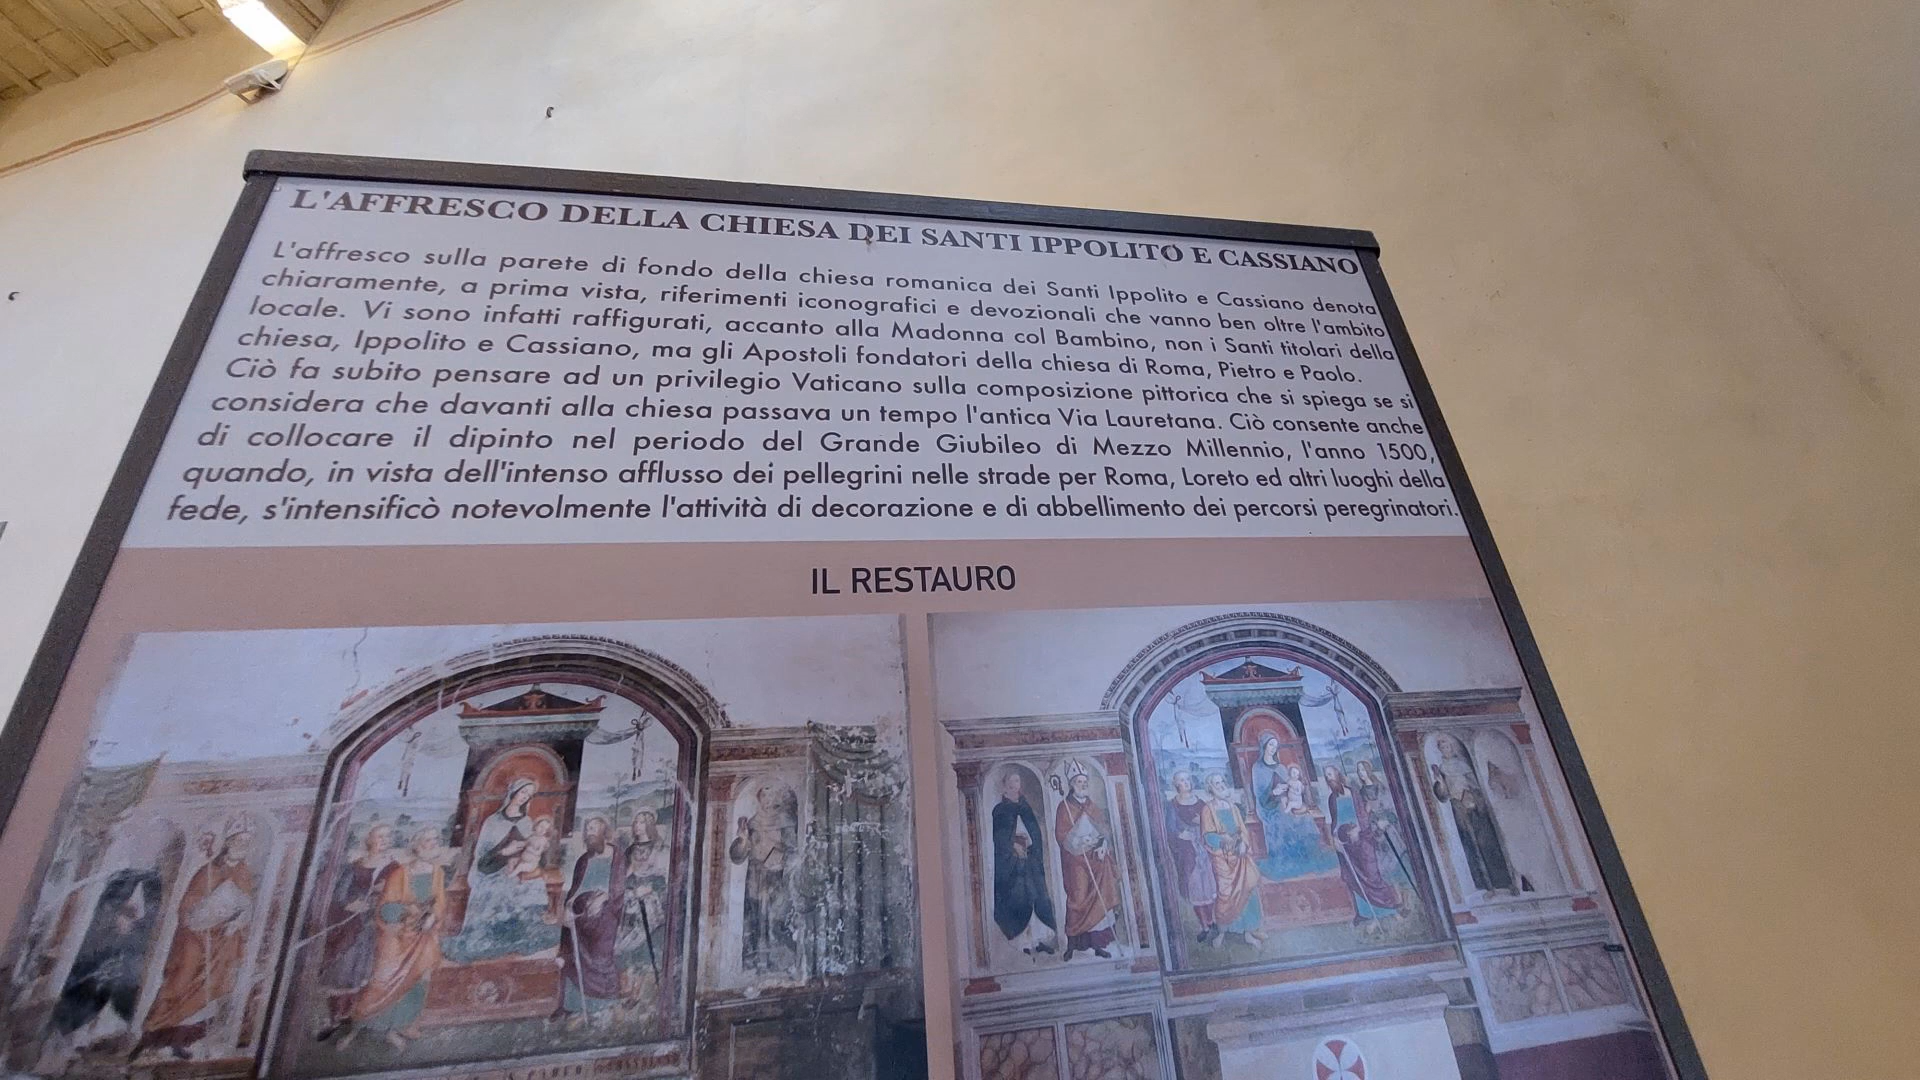 L'AFFRESCO DELLA CHIESA DEI SANTI IPPOLITO E CASSIANO
L'affresco sulla parete di fondo della chiesa romanica dei Santi Ippolito e Cassiano denota
chiaramente, a prima vista, riferimenti iconografici e devozionali che vanno ben oltre l'ambito
locale. Vi sono infatti raffigurati, accanto alla Madonna col Bambino, non i Santi titolari della
chiesa, Ippolito e Cassiano, ma gli Apostoli fondatori della chiesa di Roma, Pietro e Paolo.
Ciò fa subito pensare ad un privilegio Vaticano sulla composizione pittorica che si spiega se si
considera che davanti alla chiesa passava un tempo l'antica Via Lauretana. Ciò consente anche
di collocare il dipinto nel periodo del Grande Giubileo di Mezzo Millennio, l'anno 1500,
quando, in vista dell'intenso afflusso dei pellegrini nelle strade per Roma, Loreto ed altri luoghi della
fede, s'intensificò notevolmente l'attività di decorazione e di abbellimento dei percorsi peregrinatori.
IL RESTAURO